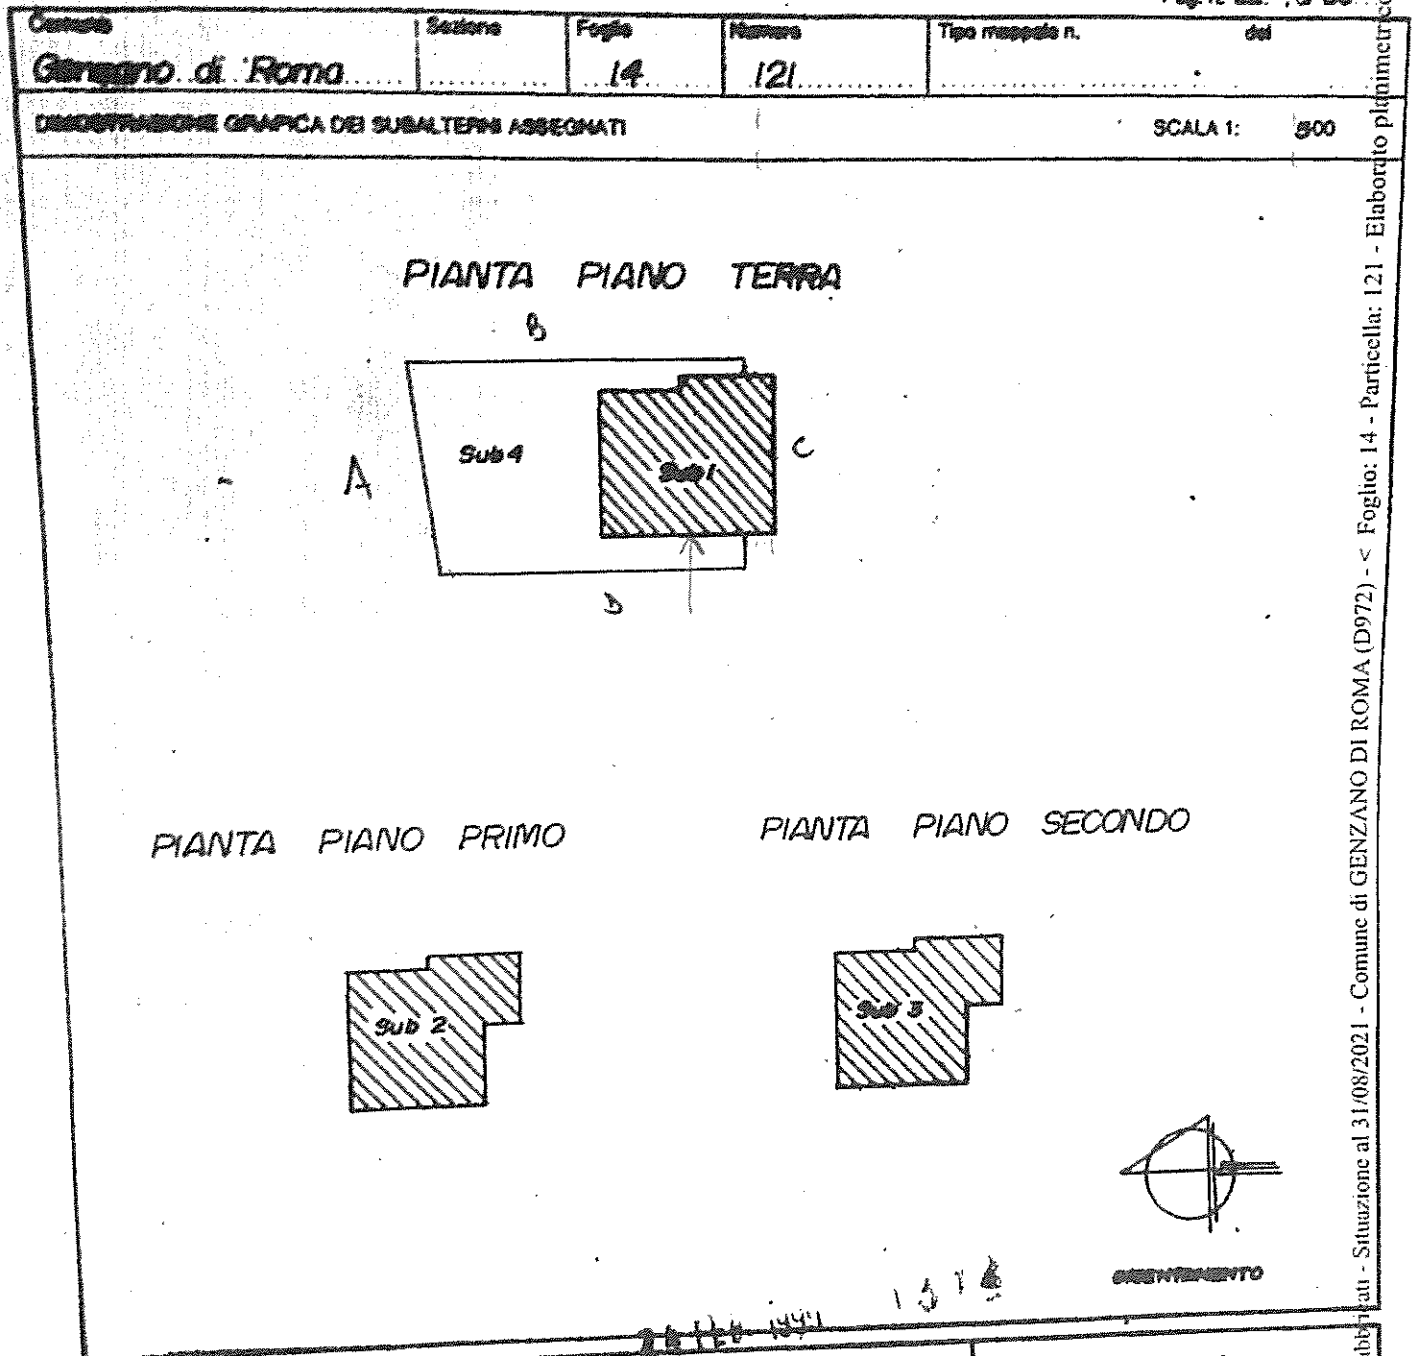 Comune Sezione Foglio Numero Tipo mappale n. del
Genzano di Roma 14 121
DIMOSTRAZIONE GRAFICA DEI SUBALTERNI ASSEGNATI SCALA 1: 500
PIANTA PIANO TERRA
B
A Sub 4 Sub 1 C
D
PIANTA PIANO PRIMO
PIANTA PIANO SECONDO
Sub 2
Sub 3
ORIENTAMENTO
Situazione al 31/08/2021 - Comune di GENZANO DI ROMA (D972) - < Foglio: 14 - Particella: 121 - Elaborato planimetrico